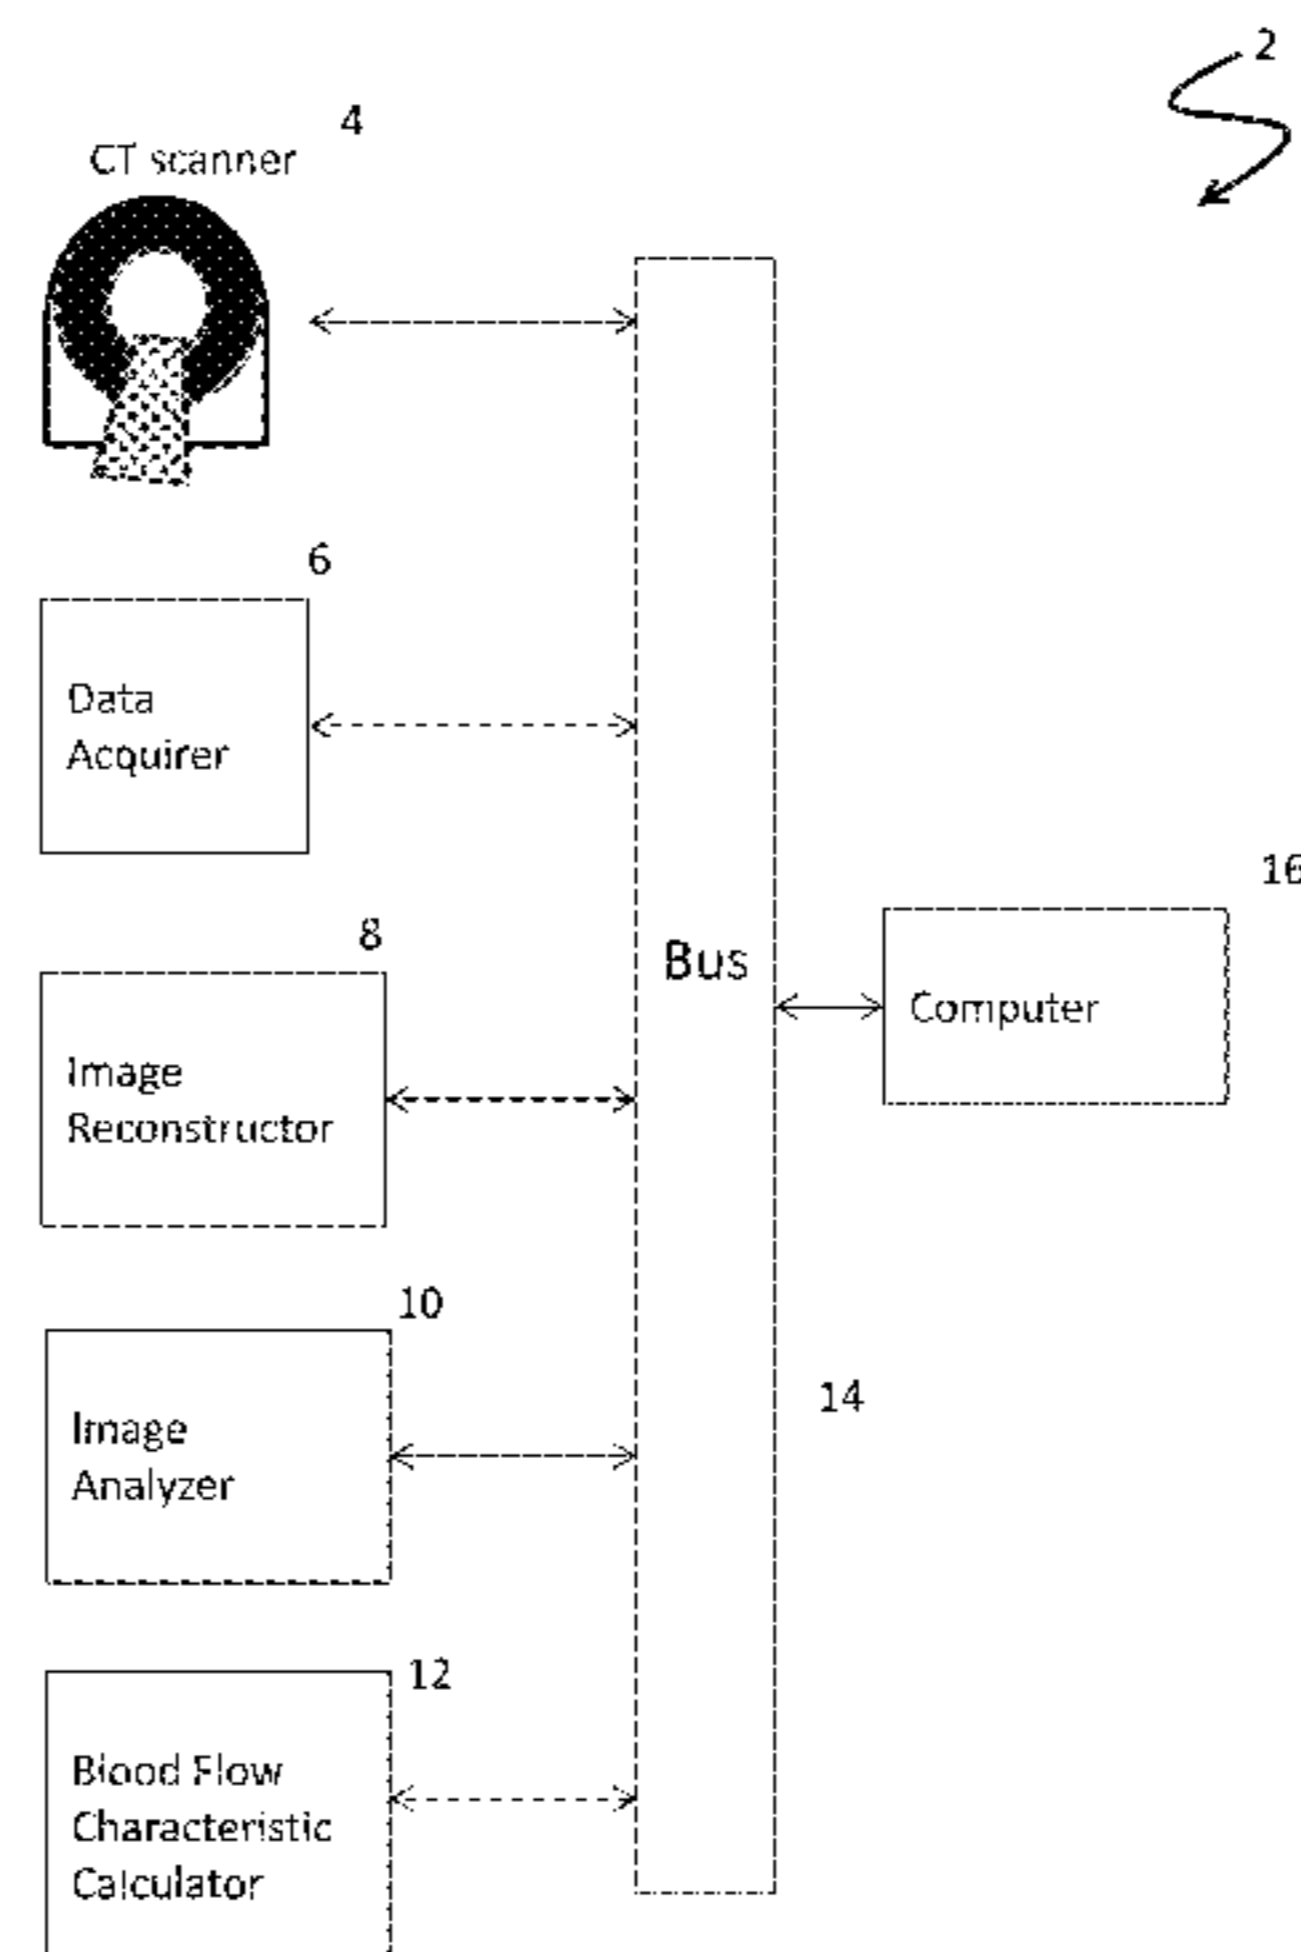 2
4
CT scanner
6
Data
Acquirer
16
8
Bus
Computer
Image
Reconstructor
10
14
Image
Analyzer
12
Blood Flow
Characteristic
Calculator